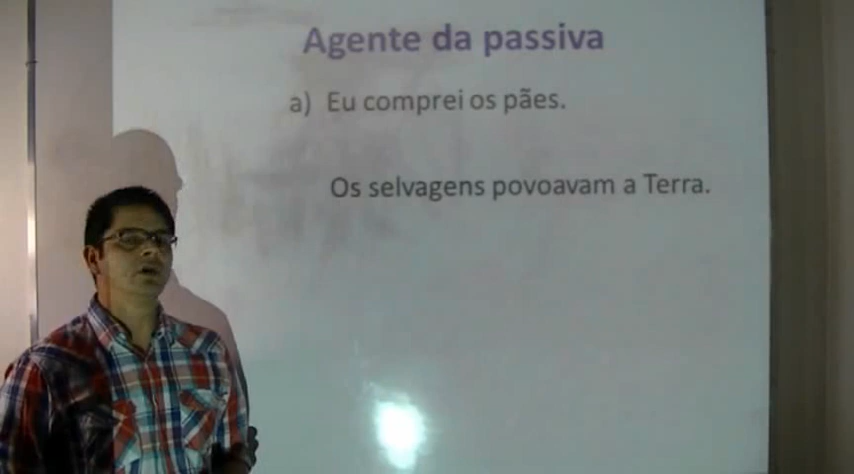 Agente da passiva
a) Eu comprei os pães.
Os selvagens povoavam a Terra.